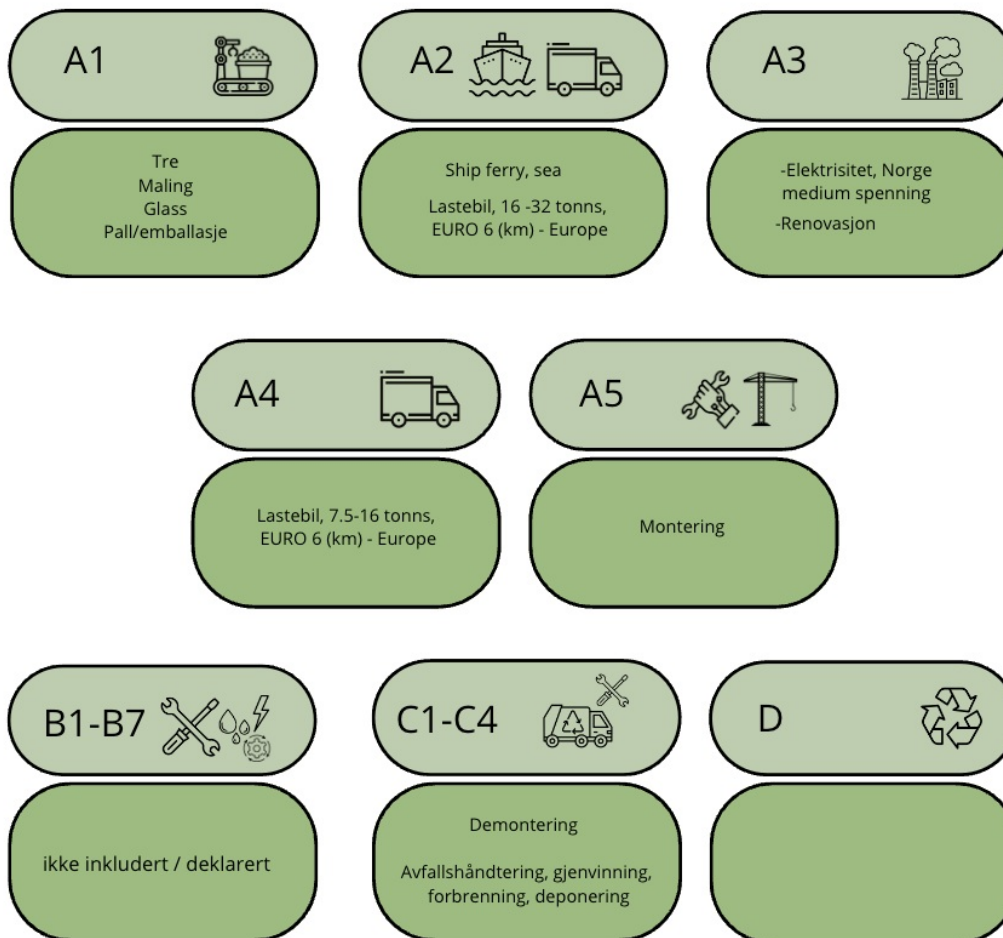 A1
Tre
Maling
Glass
Pall/emballasje
A2
Ship ferry, sea
Lastebil, 16 -32 tonns,
EURO 6 (km) - Europe
A3
-Elektrisitet, Norge
medium spenning
-Renovasjon
A4
Lastebil, 7.5-16 tonns,
EURO 6 (km) - Europe
A5
Montering
B1-B7
ikke inkludert / deklarert
C1-C4
Demontering
Avfallshåndtering, gjenvinning,
forbrenning, deponering
D